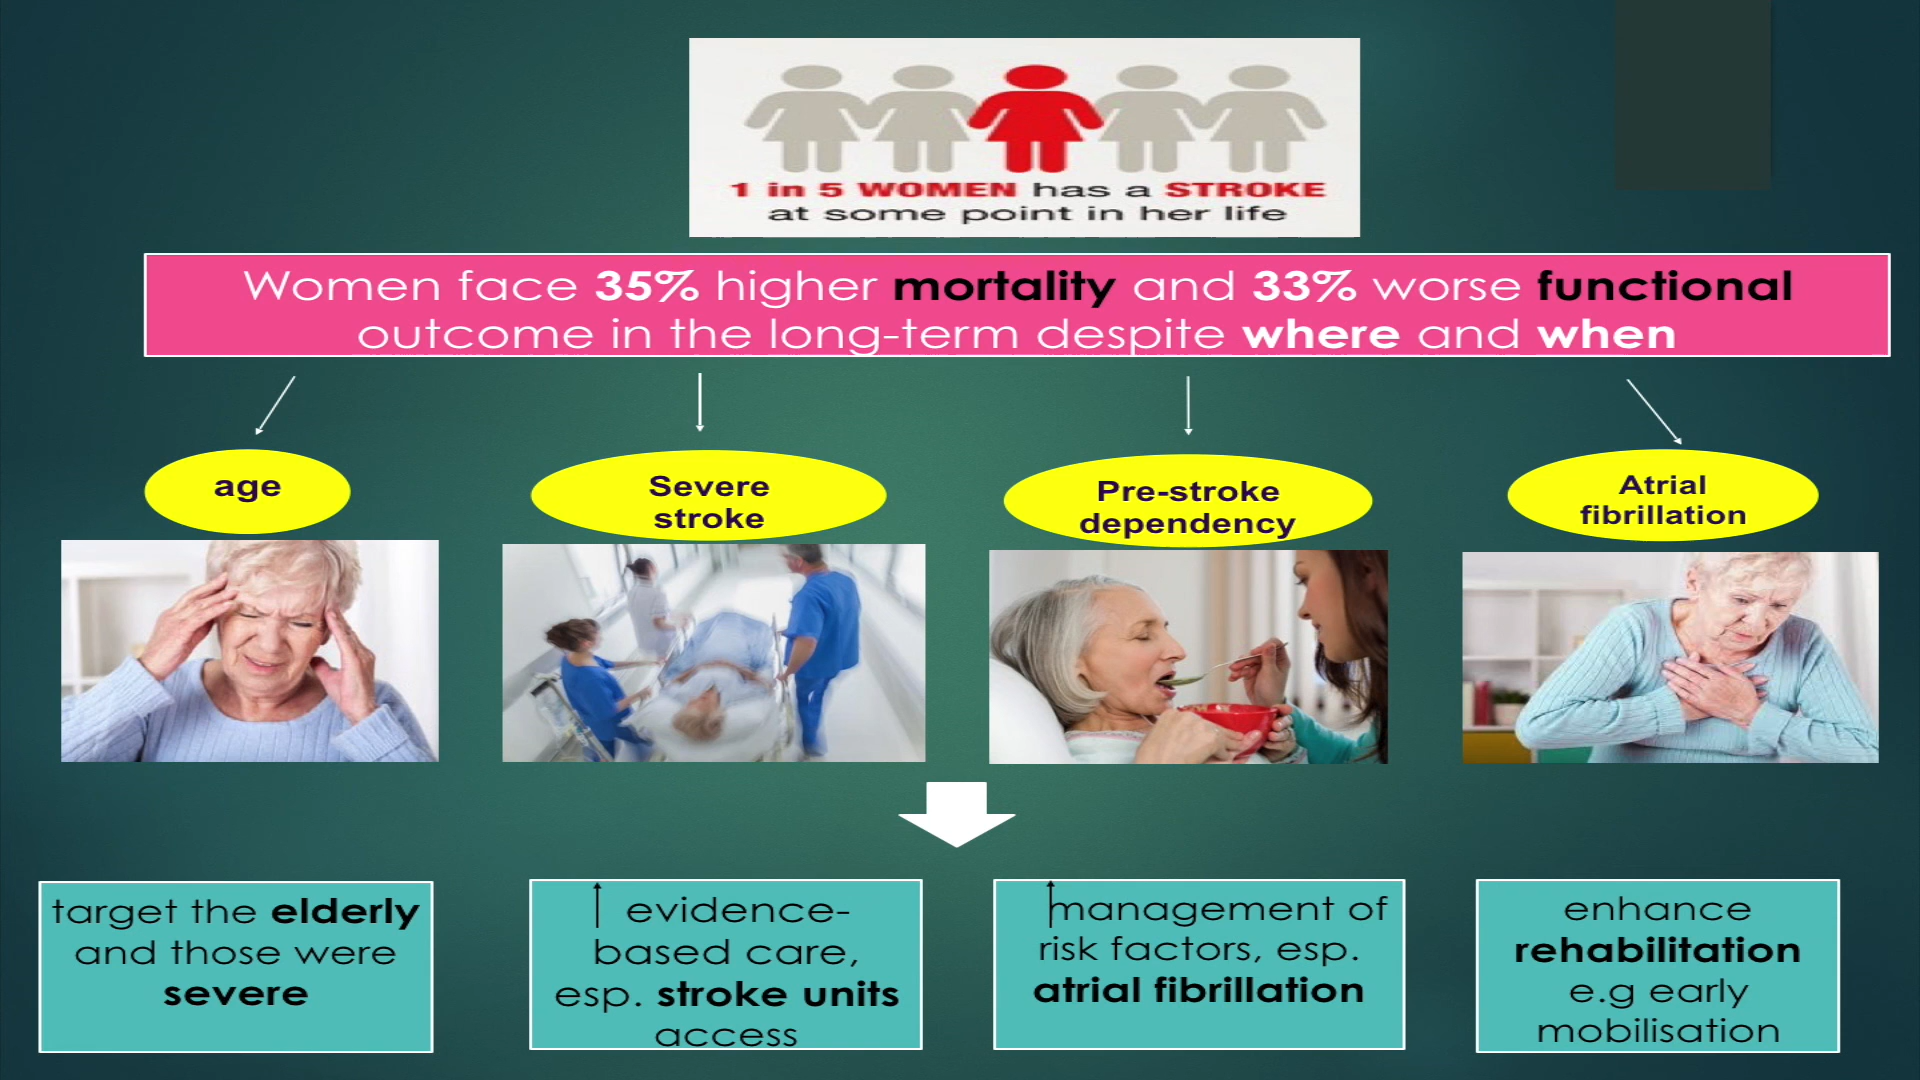 1 in 5 WOMEN has a STROKE
at some point in her life
Women face 35% higher mortality and 33% worse functional
outcome in the long-term despite where and when
age
Severe
stroke
Pre-stroke
dependency
Atrial
fibrillation
target the elderly
and those were
severe
evidence-
based care,
esp. stroke units
access
management of
risk factors, esp.
atrial fibrillation
enhance
rehabilitation
e.g early
mobilisation